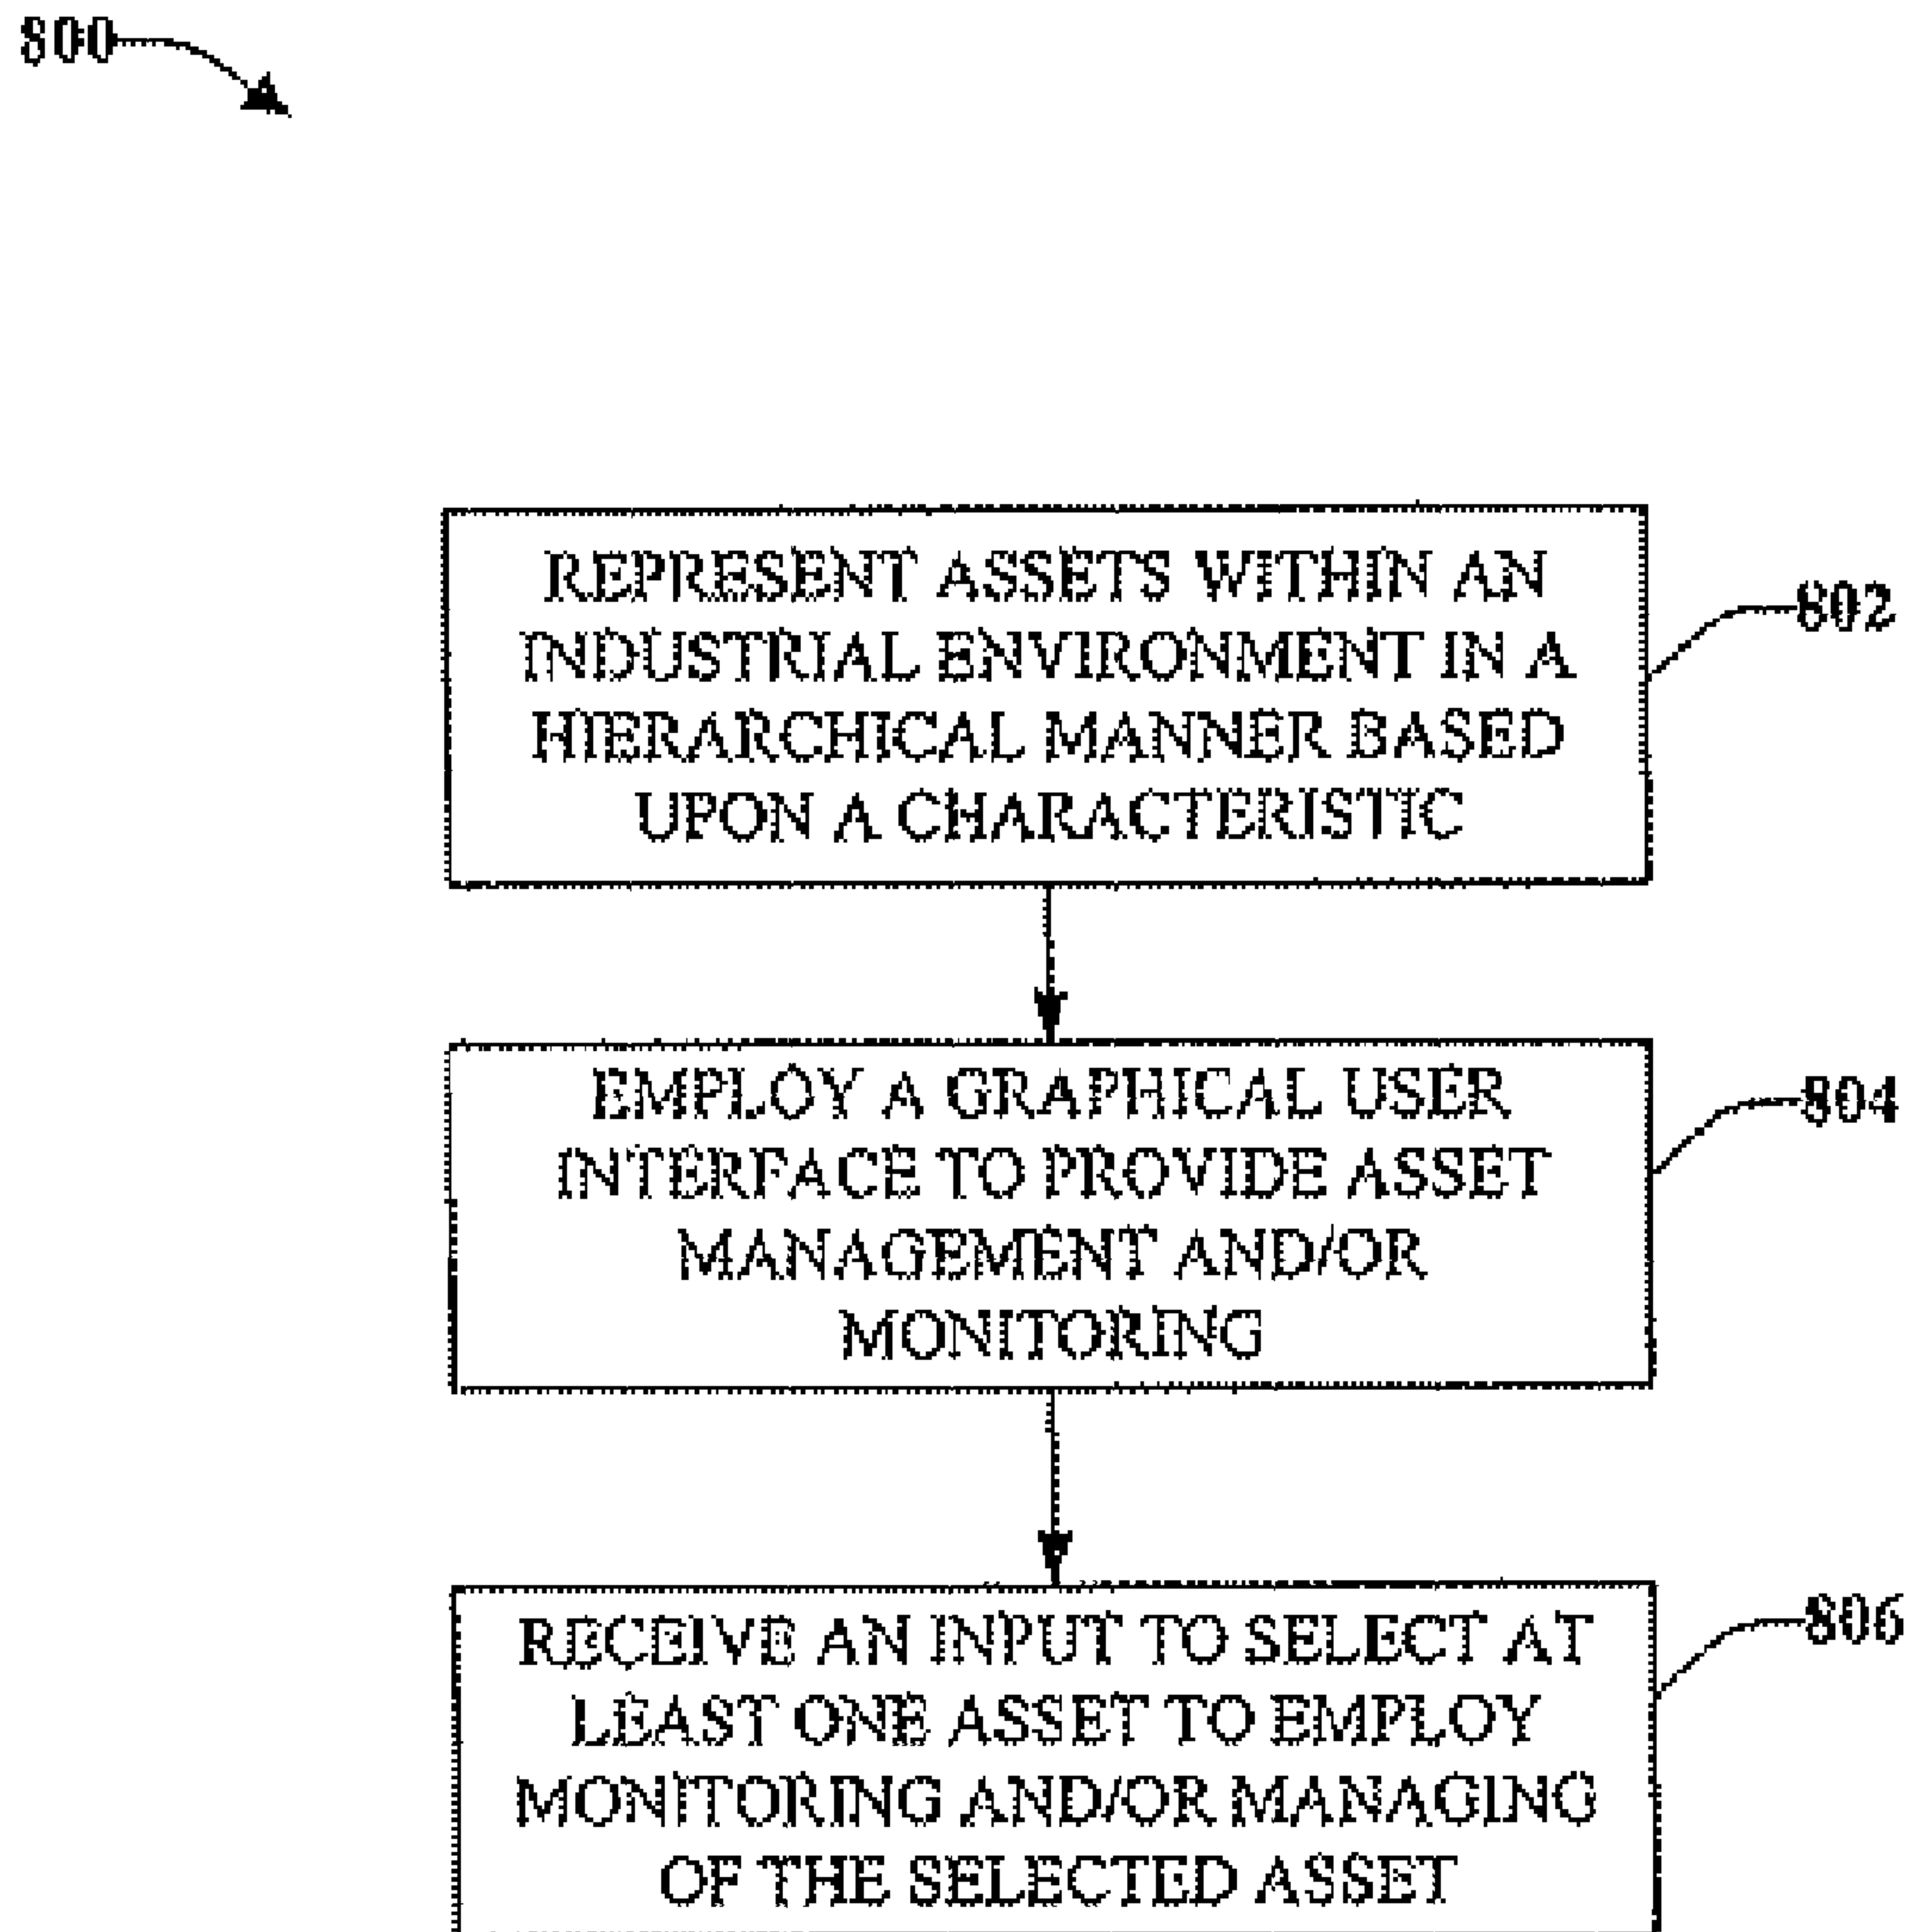 800
REPRESENT ASSETS WITHIN AN
INDUSTRIAL ENVIRONMENT IN A
HIERARCHICAL MANNER BASED
UPON A CHARACTERISTIC
802
EMPLOY A GRAPHICAL USER
INTERFACE TO PROVIDE ASSET
MANAGEMENT AND/OR
MONITORING
804
RECEIVE AN INPUT TO SELECT AT
LEAST ONE ASSET TO EMPLOY
MONITORING AND/OR MANAGING
OF THE SELECTED ASSET
806